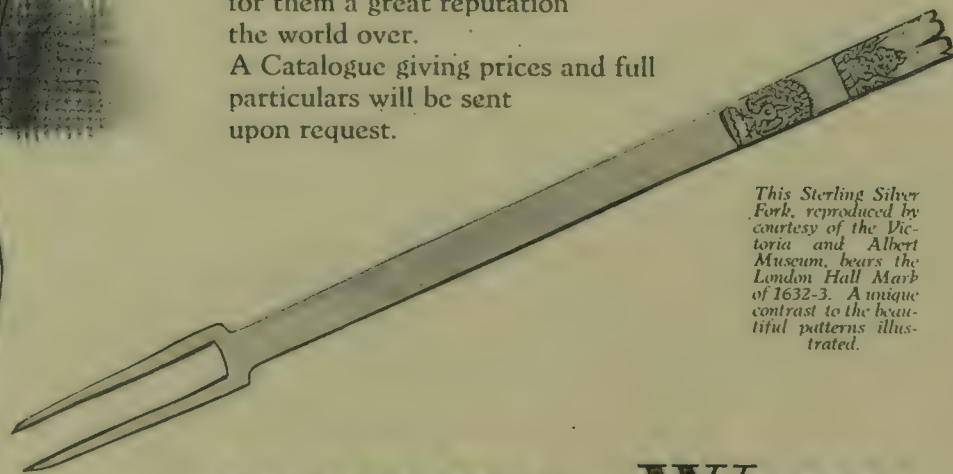 for them a great reputation
the world over.
A Catalogue giving prices and full
particulars will be sent
upon request.
This Sterling Silver
Fork, reproduced by
courtesy of the Vic-
toria and Albert
Museum, bears the
London Hall Mark
of 1632-3. A unique
contrast to the beau-
tiful patterns illus-
trated.